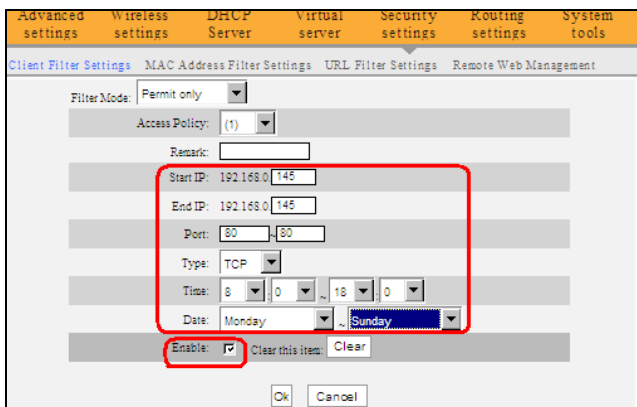 Advanced settings Wireless settings DHCP Server Virtual server Security settings Routing settings System tools
Client Filter Settings MAC Address Filter Settings URL Filter Settings Remote Web Management
Filter Mode: Permit only
Access Policy: (1)
Remark:
Start IP: 192.168.0. 145
End IP: 192.168.0. 145
Port: 80 ~ 80
Type: TCP
Time: 8 : 0 ~ 18 : 0
Date: Monday ~ Sunday
Enable: Clear this item: Clear
Ok Cancel